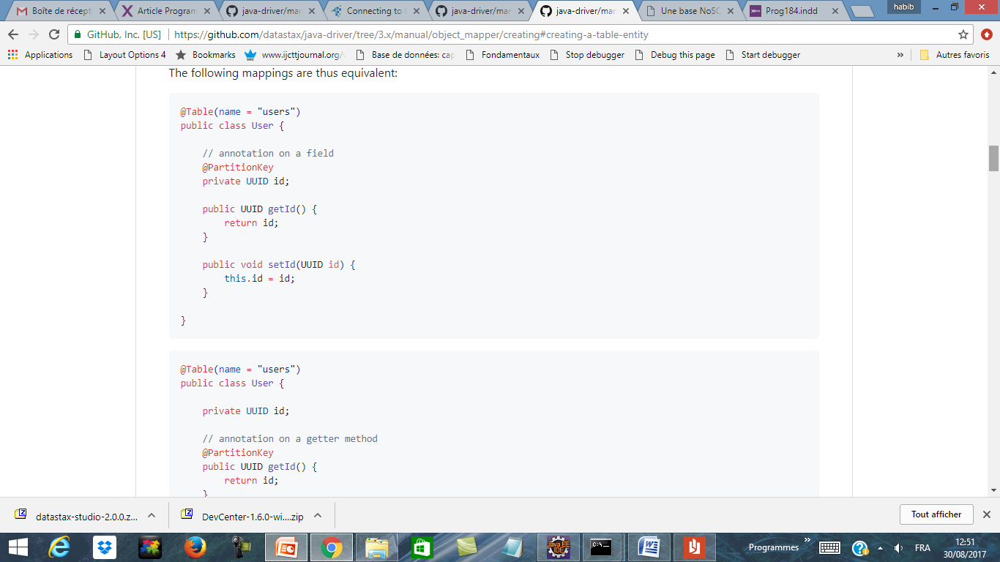 Boîte de récept
Article Program
java-driver/mar
Connecting to C
java-driver/mar
java-driver/mar
Une base NoSC
Prog184.indd
habib
GitHub, Inc. [US]
https://github.com/datastax/java-driver/tree/3.x/manual/object_mapper/creating#creating-a-table-entity
Applications
Layout Options 4
Bookmarks
www.ijcttjournal.org/
Base de données: cap
Fondamentaux
Stop debugger
Debug this page
Start debugger
»
Autres favoris
The following mappings are thus equivalent:
@Table(name = "users")
public class User {
// annotation on a field
@PartitionKey
private UUID id;
public UUID getId() {
return id;
}
public void setId(UUID id) {
this.id = id;
}
}
@Table(name = "users")
public class User {
private UUID id;
// annotation on a getter method
@PartitionKey
public UUID getId() {
return id;
}
datastax-studio-2.0.0.z...
DevCenter-1.6.0-wi....zip
Tout afficher
Java EE
IDE
C:\_
Programmes
»
FRA
12:51
30/08/2017